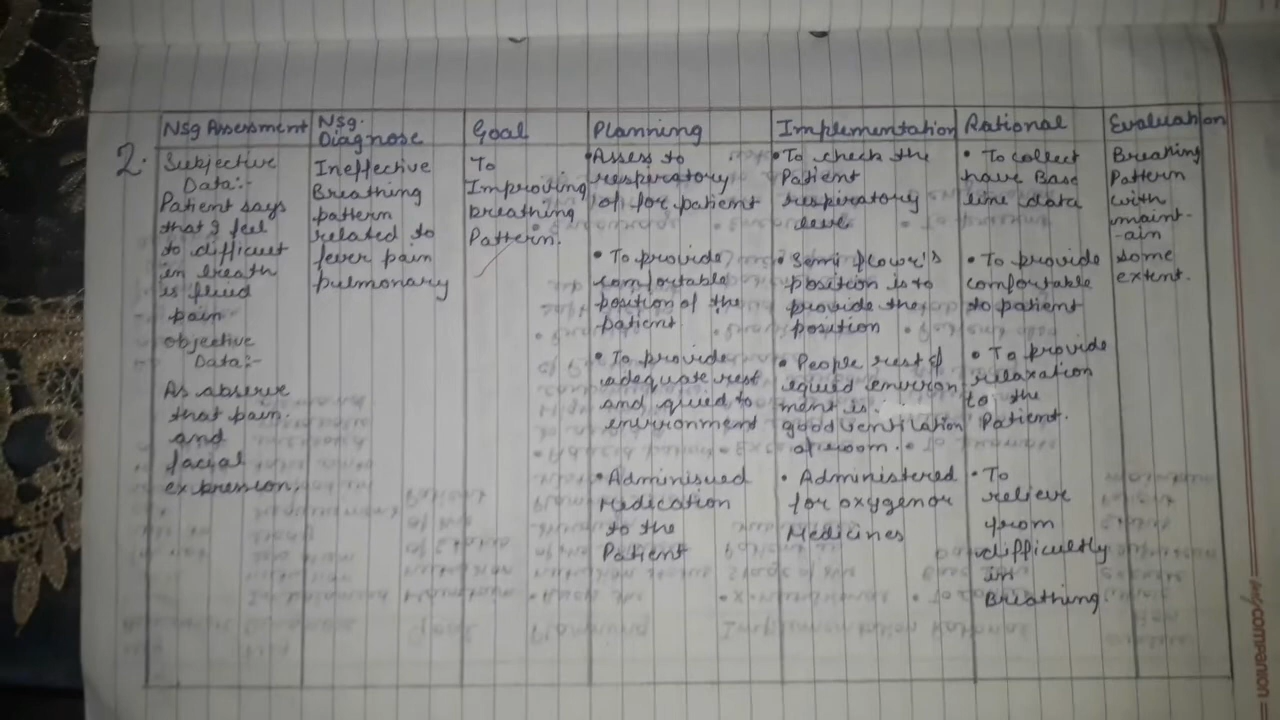 Nsg Assessment
Nsg.
Diagnose
Goal
Planning
Implementation
Rational
Evaluation
2.
Subjective
Data:-
Patient says
that I feel
to difficult
in breath
is fluid
pain
objective
Data:-
As observe
that pain.
and
facial
expression.
Ineffective
Breathing
pattern
related to
fever pain
pulmonary
To
Improving
breathing
Pattern.
• Assess to
respiratory
of for patient
• To provide
comfortable
position of the
patient
• To provide
adequate rest
and quied to
environment
• Adminisued
Medication
to the
Patient
• To check the
Patient
respiratory
level
• Semi flowr's
position is to
provide the
position
• People rest &
equied environ
ment is.
good ventilation
of room.
• Administered
for oxygen or
Medicines
• To collect
have Base
line data
• To provide
comfortable
to patient
• To provide
relaxation
to the
Patient.
• To
relieve
from
difficultly
in
Breathing.
Breathing
Pattern
with
maint-
-ain
some
extent.
companion